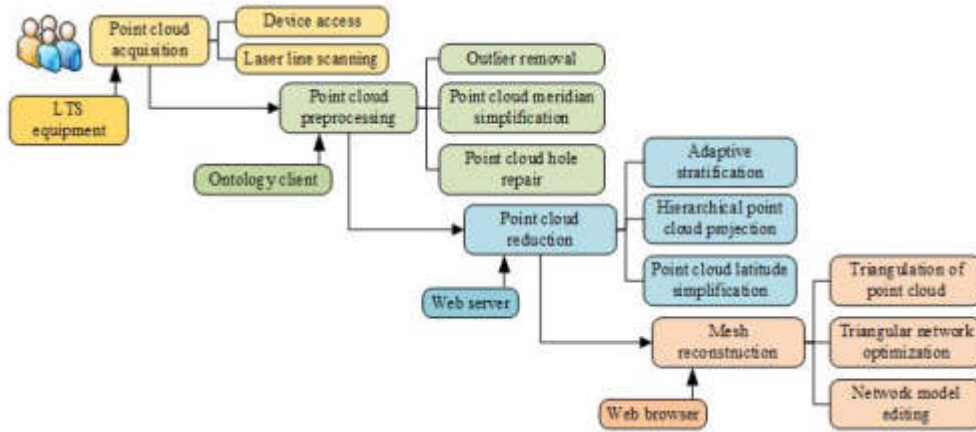 Point cloud
acquisition
Device access
Laser line scanning
LTS
equipment
Point cloud
preprocessing
Outlier removal
Point cloud meridian
simplification
Point cloud hole
repair
Ontology client
Point cloud
reduction
Adaptive
stratification
Hierarchical point
cloud projection
Point cloud latitude
simplification
Web server
Mesh
reconstruction
Triangulation of
point cloud
Triangular network
optimization
Network model
editing
Web browser